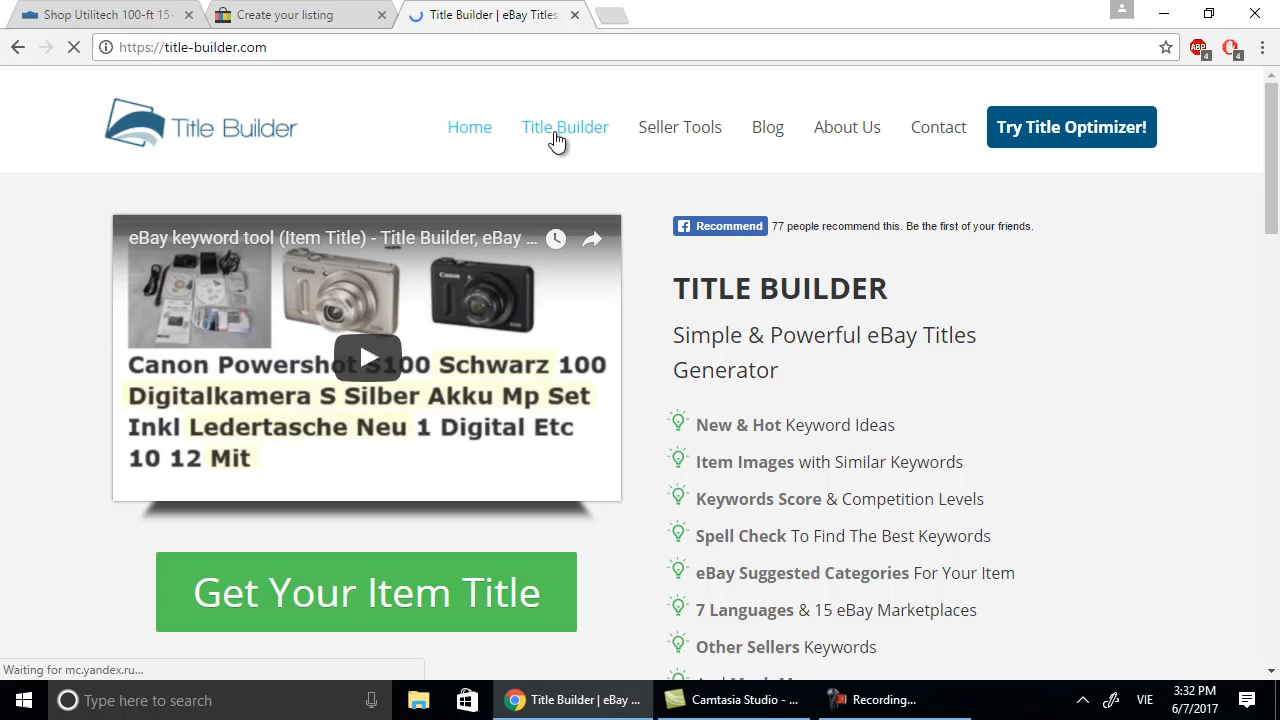 Shop Utilitech 100-ft 15-
Create your listing
Title Builder | eBay Titles
https://title-builder.com
ABP
4
4
Title Builder
Home
Title Builder
Seller Tools
Blog
About Us
Contact
Try Title Optimizer!
eBay keyword tool (Item Title) - Title Builder, eBay ...
Canon Powershot S100 Schwarz 100
Digitalkamera S Silber Akku Mp Set
Inkl Ledertasche Neu 1 Digital Etc
10 12 Mit
Get Your Item Title
Recommend
77 people recommend this. Be the first of your friends.
TITLE BUILDER
Simple & Powerful eBay Titles
Generator
New & Hot Keyword Ideas
Item Images with Similar Keywords
Keywords Score & Competition Levels
Spell Check To Find The Best Keywords
eBay Suggested Categories For Your Item
7 Languages & 15 eBay Marketplaces
Other Sellers Keywords
Waiting for mc.yandex.ru...
Type here to search
Title Builder | eBay ...
Camtasia Studio - ...
Recording...
VIE
3:32 PM
6/7/2017